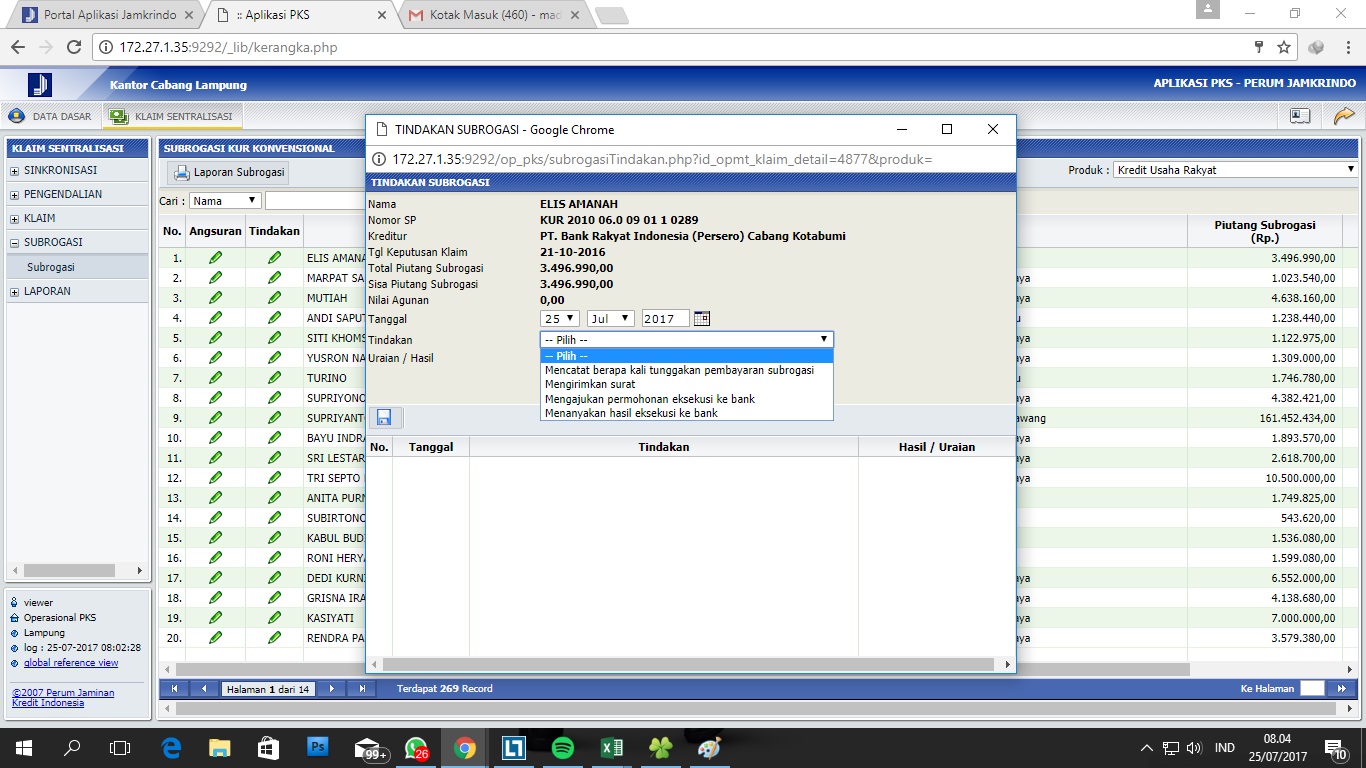 Portal Aplikasi Jamkrindo
:: Aplikasi PKS
Kotak Masuk (460) - mad
172.27.1.35:9292/_lib/kerangka.php
Kantor Cabang Lampung
APLIKASI PKS - PERUM JAMKRINDO
DATA DASAR
KLAIM SENTRALISASI
KLAIM SENTRALISASI
SINKRONISASI
PENGENDALIAN
KLAIM
SUBROGASI
Subrogasi
LAPORAN
SUBROGASI KUR KONVENSIONAL
Laporan Subrogasi
Produk : Kredit Usaha Rakyat
Cari : Nama
No. Angsuran Tindakan
Piutang Subrogasi
(Rp.)
1. ELIS AMANA 3.496.990,00
2. MARPAT SA aya 1.023.540,00
3. MUTIAH aya 4.638.160,00
4. ANDI SAPUT u 1.238.440,00
5. SITI KHOMS aya 1.122.975,00
6. YUSRON NA aya 1.309.000,00
7. TURINO u 1.746.780,00
8. SUPRIYONO aya 4.382.421,00
9. SUPRIYANT awang 161.452.434,00
10. BAYU INDRA aya 1.893.570,00
11. SRI LESTAR aya 2.618.700,00
12. TRI SEPTO aya 10.500.000,00
13. ANITA PURN 1.749.825,00
14. SUBIRTONO 543.620,00
15. KABUL BUDI 1.536.080,00
16. RONI HERYA 1.599.080,00
17. DEDI KURNI aya 6.552.000,00
18. GRISNA IRA aya 4.138.680,00
19. KASIYATI aya 7.000.000,00
20. RENDRA PA aya 3.579.380,00
TINDAKAN SUBROGASI - Google Chrome
172.27.1.35:9292/op_pks/subrogasiTindakan.php?id_opmt_klaim_detail=4877&produk=
TINDAKAN SUBROGASI
Nama ELIS AMANAH
Nomor SP KUR 2010 06.0 09 01 1 0289
Kreditur PT. Bank Rakyat Indonesia (Persero) Cabang Kotabumi
Tgl Keputusan Klaim 21-10-2016
Total Piutang Subrogasi 3.496.990,00
Sisa Piutang Subrogasi 3.496.990,00
Nilai Agunan 0,00
Tanggal 25 Jul 2017
Tindakan -- Pilih --
Uraian / Hasil
-- Pilih --
Mencatat berapa kali tunggakan pembayaran subrogasi
Mengirimkan surat
Mengajukan permohonan eksekusi ke bank
Menanyakan hasil eksekusi ke bank
No. Tanggal Tindakan Hasil / Uraian
viewer
Operasional PKS
Lampung
log : 25-07-2017 08:02:28
global reference view
©2007 Perum Jaminan
Kredit Indonesia
Halaman 1 dari 14
Terdapat 269 Record
Ke Halaman
99+
26
IND
08.04
25/07/2017
10